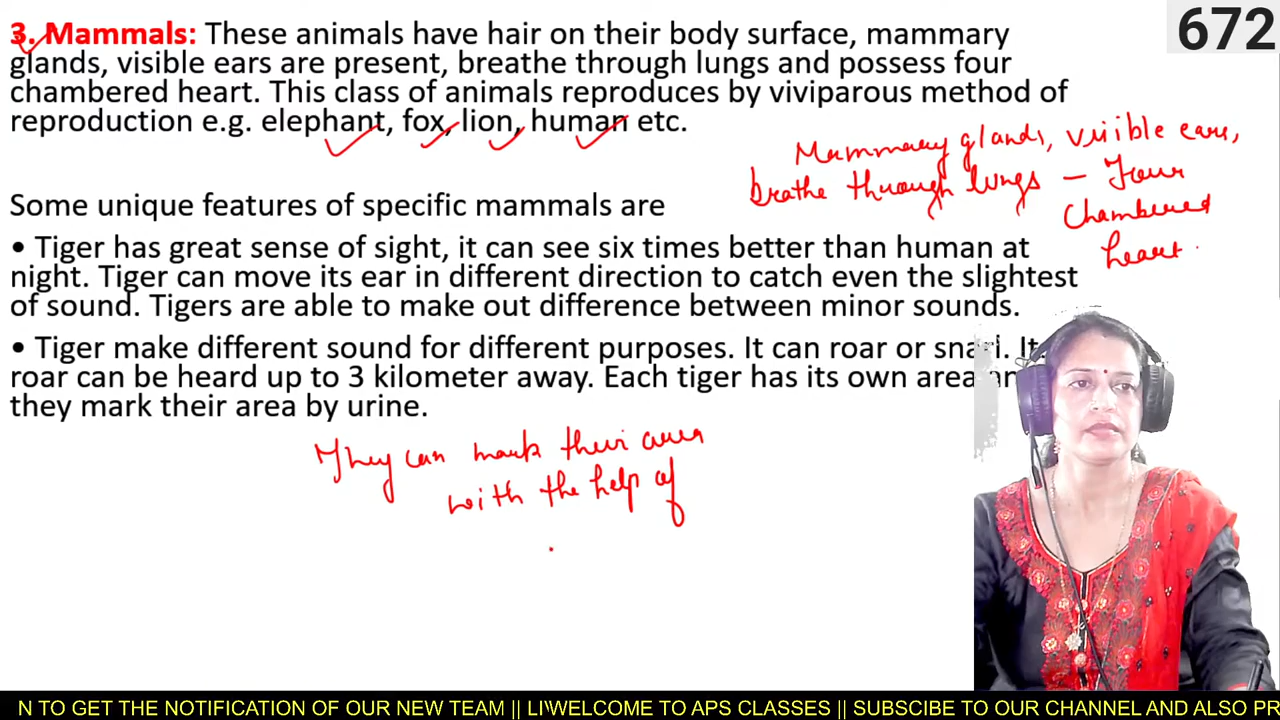 3. Mammals: These animals have hair on their body surface, mammary
glands, visible ears are present, breathe through lungs and possess four
chambered heart. This class of animals reproduces by viviparous method of
reproduction e.g. elephant, fox, lion, human etc.
672
Mammary glands, visible ears,
breathe through lungs – Four
Chambered
heart.
Some unique features of specific mammals are
• Tiger has great sense of sight, it can see six times better than human at
night. Tiger can move its ear in different direction to catch even the slightest
of sound. Tigers are able to make out difference between minor sounds.
• Tiger make different sound for different purposes. It can roar or snarl.
roar can be heard up to 3 kilometer away. Each tiger has its own area
they mark their area by urine.
They can mark their area
with the help of
N TO GET THE NOTIFICATION OF OUR NEW TEAM || LI\WELCOME TO APS CLASSES || SUBSCRIBE TO OUR CHANNEL AND ALSO PR